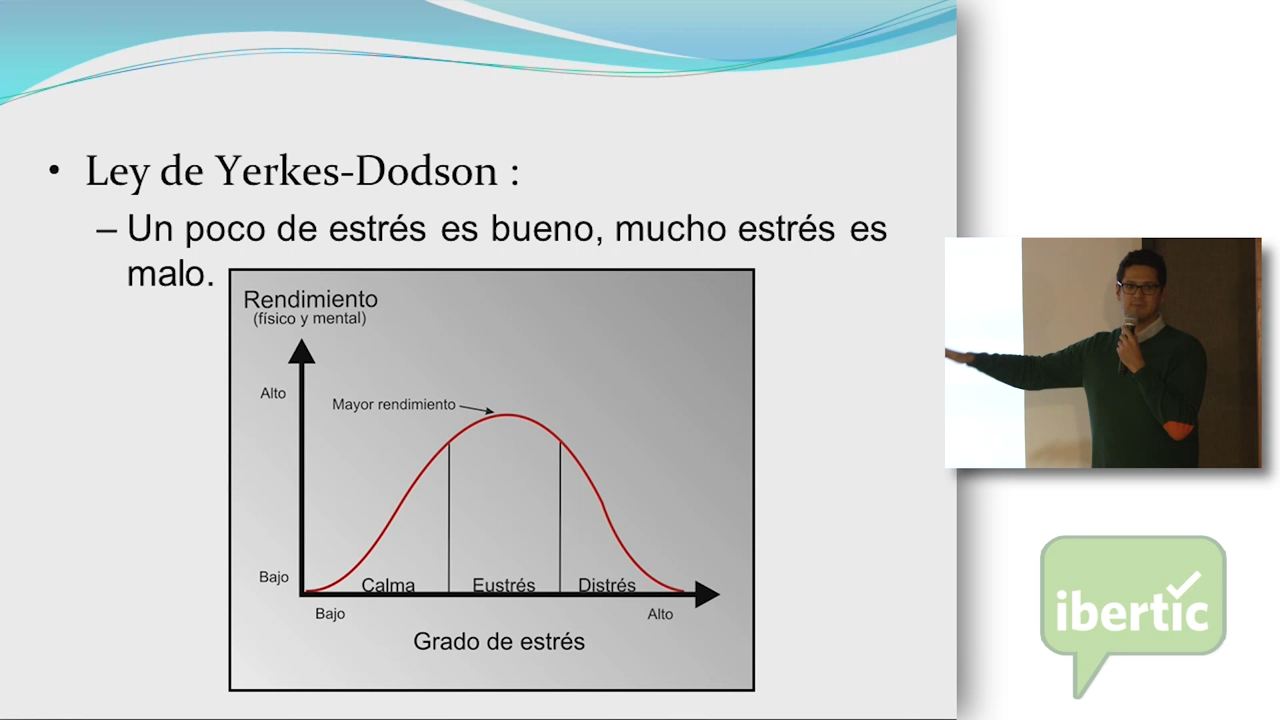 • Ley de Yerkes-Dodson :
– Un poco de estrés es bueno, mucho estrés es
malo.
Rendimiento
(físico y mental)
Alto
Mayor rendimiento
Bajo
Calma
Eustrés
Distrés
Bajo
Alto
Grado de estrés
ibertic